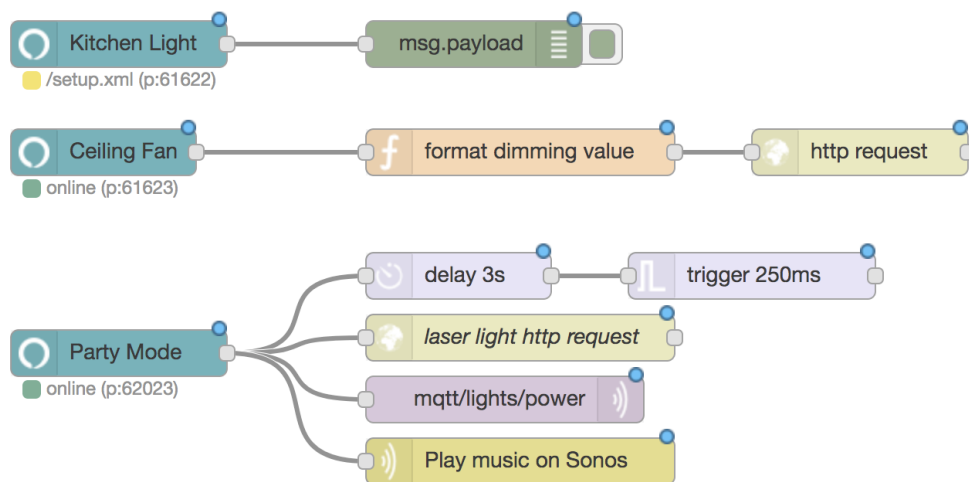 Kitchen Light
msg.payload
/setup.xml (p:61622)
Ceiling Fan
format dimming value
http request
online (p:61623)
delay 3s
trigger 250ms
laser light http request
Party Mode
online (p:62023)
mqtt/lights/power
Play music on Sonos